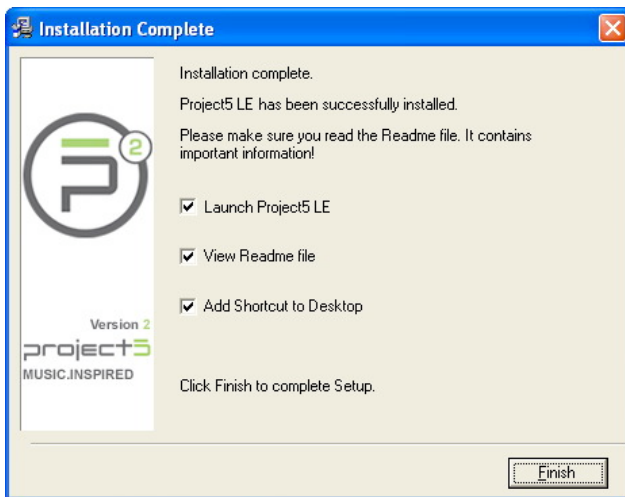 Installation Complete
Installation complete.
Project5 LE has been successfully installed.
Please make sure you read the Readme file. It contains
important information!
2
Launch Project5 LE
View Readme file
Add Shortcut to Desktop
Version 2
project5
MUSIC.INSPIRED
Click Finish to complete Setup.
Finish